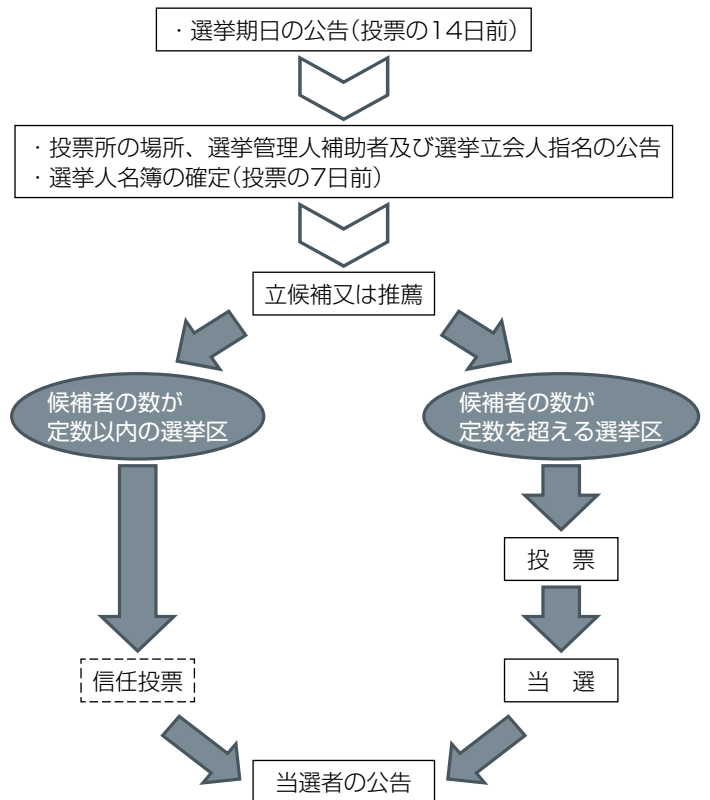 ・選挙期日の公告(投票の14日前)
・投票所の場所、選挙管理人補助者及び選挙立会人指名の公告
・選挙人名簿の確定(投票の7日前)
立候補又は推薦
候補者の数が
定数以内の選挙区
候補者の数が
定数を超える選挙区
投　票
信任投票
当　選
当選者の公告